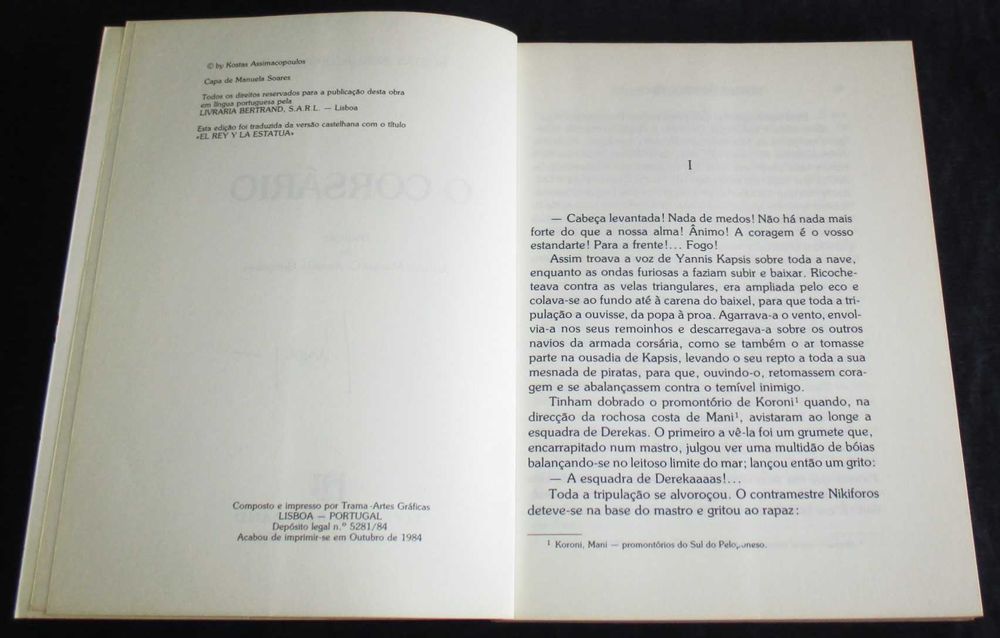 © by Kostas Assimacopoulos
Capa de Manuela Soares
Todos os direitos reservados para a publicação desta obra
em língua portuguesa pela
LIVRARIA BERTRAND, S.A.R.L. — Lisboa
Esta edição foi traduzida da versão castelhana com o título
«EL REY Y LA ESTATUA»
O CORSÁRIO
Composto e impresso por Trama-Artes Gráficas
LISBOA — PORTUGAL
Depósito legal n.º 5281/84
Acabou de imprimir-se em Outubro de 1984
I
— Cabeça levantada! Nada de medos! Não há nada mais
forte do que a nossa alma! Ânimo! A coragem é o vosso
estandarte! Para a frente!... Fogo!
Assim troava a voz de Yannis Kapsis sobre toda a nave,
enquanto as ondas furiosas a faziam subir e baixar. Ricoche-
teava contra as velas triangulares, era ampliada pelo eco e
colava-se ao fundo até à carena do baixel, para que toda a tri-
pulação a ouvisse, da popa à proa. Agarrava-a o vento, envol-
via-a nos seus remoinhos e descarregava-a sobre os outros
navios da armada corsária, como se também o ar tomasse
parte na ousadia de Kapsis, levando o seu repto a toda a sua
mesnada de piratas, para que, ouvindo-o, retomassem cora-
gem e se abalançassem contra o temível inimigo.
Tinham dobrado o promontório de Koroni¹ quando, na
direcção da rochosa costa de Mani¹, avistaram ao longe a
esquadra de Derekas. O primeiro a vê-la foi um grumete que,
encarrapitado num mastro, julgou ver uma multidão de bóias
balançando-se no leitoso limite do mar; lançou então um grito:
— A esquadra de Derekaaaas!...
Toda a tripulação se alvoroçou. O contramestre Nikiforos
deteve-se na base do mastro e gritou ao rapaz:
¹ Koroni, Mani — promontórios do Sul do Peloponeso.